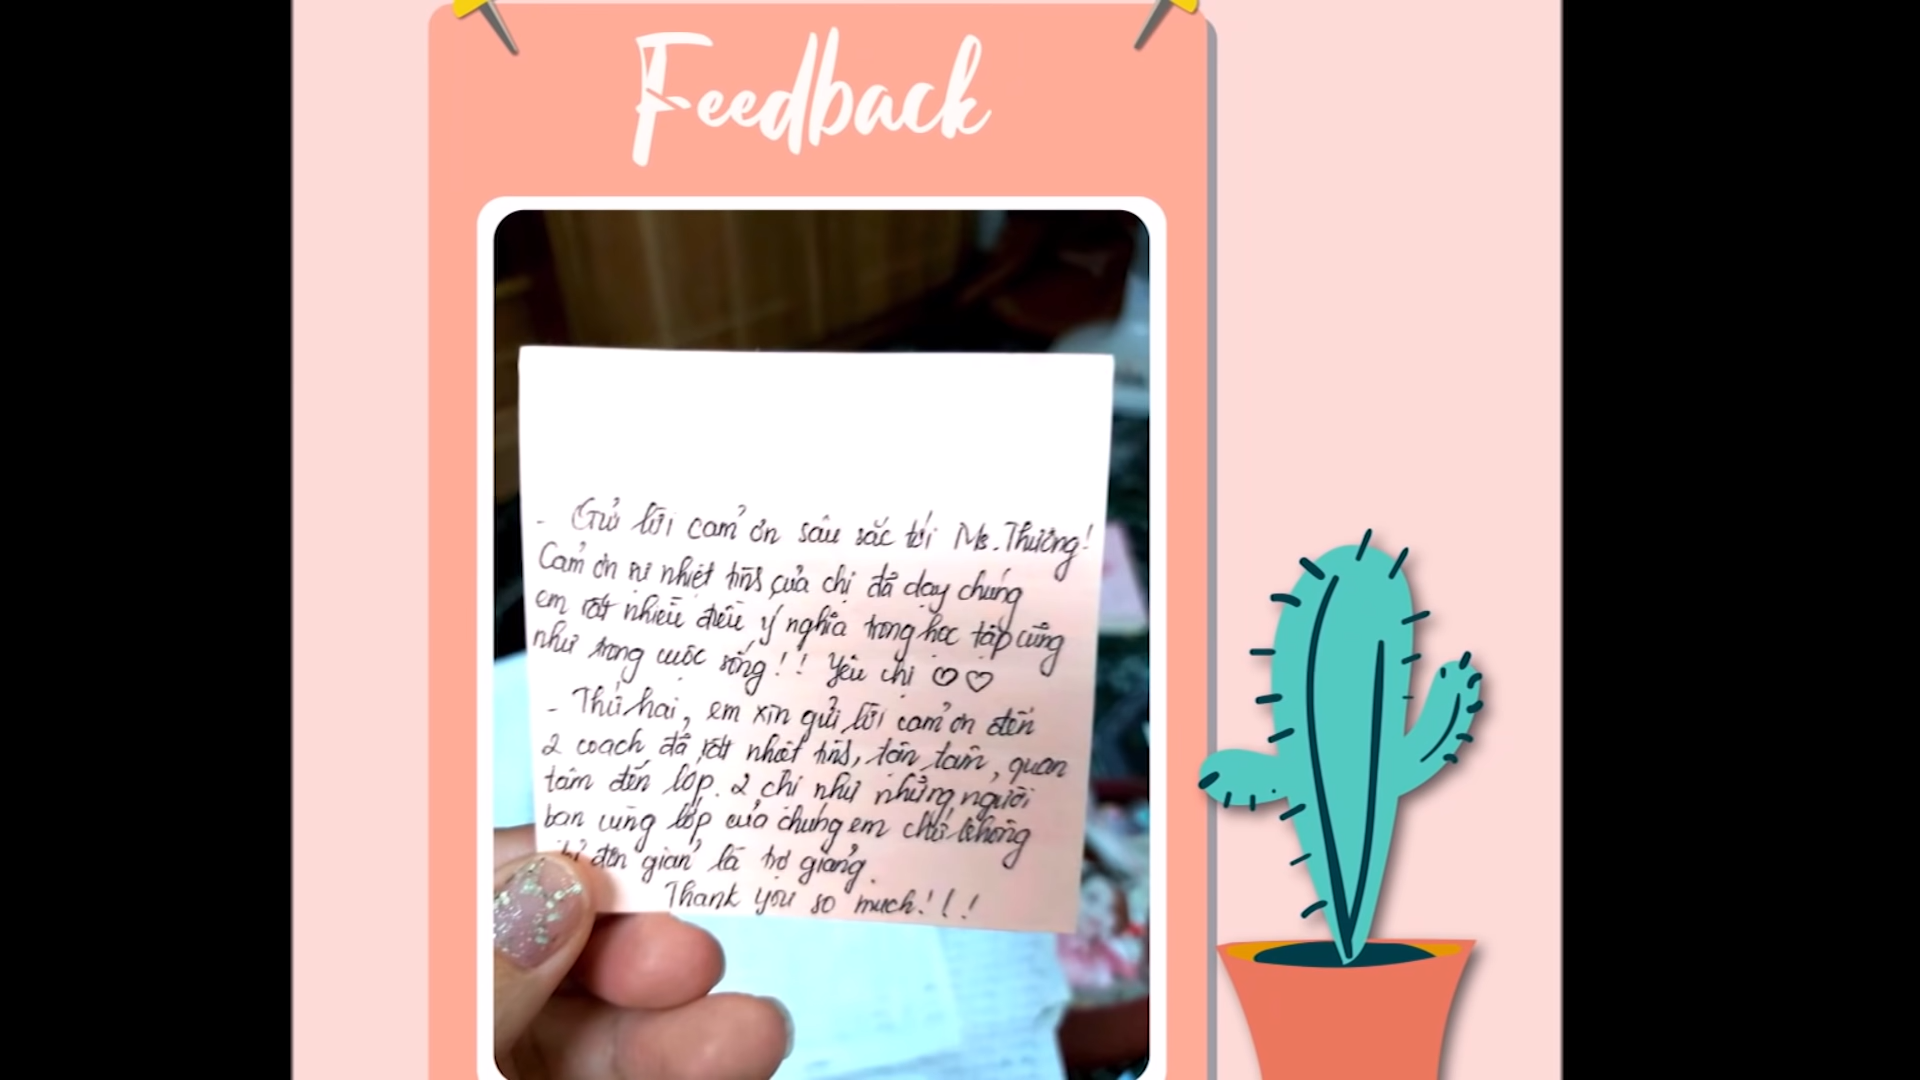 Feedback
- Gửi lời cảm ơn sâu sắc tới Ms. Thương!
Cảm ơn sự nhiệt tình của chị đã dạy chúng
em rất nhiều điều ý nghĩa trong học tập cũng
như trong cuộc sống!! Yêu chị ♡♡
- Thứ hai, em xin gửi lời cảm ơn đến
2 coach đã rất nhiệt tình, tận tâm, quan
tâm đến lớp. 2 chị như những người
bạn cùng lớp của chúng em chứ không
chỉ đơn giản là trợ giảng.
Thank you so much!!!